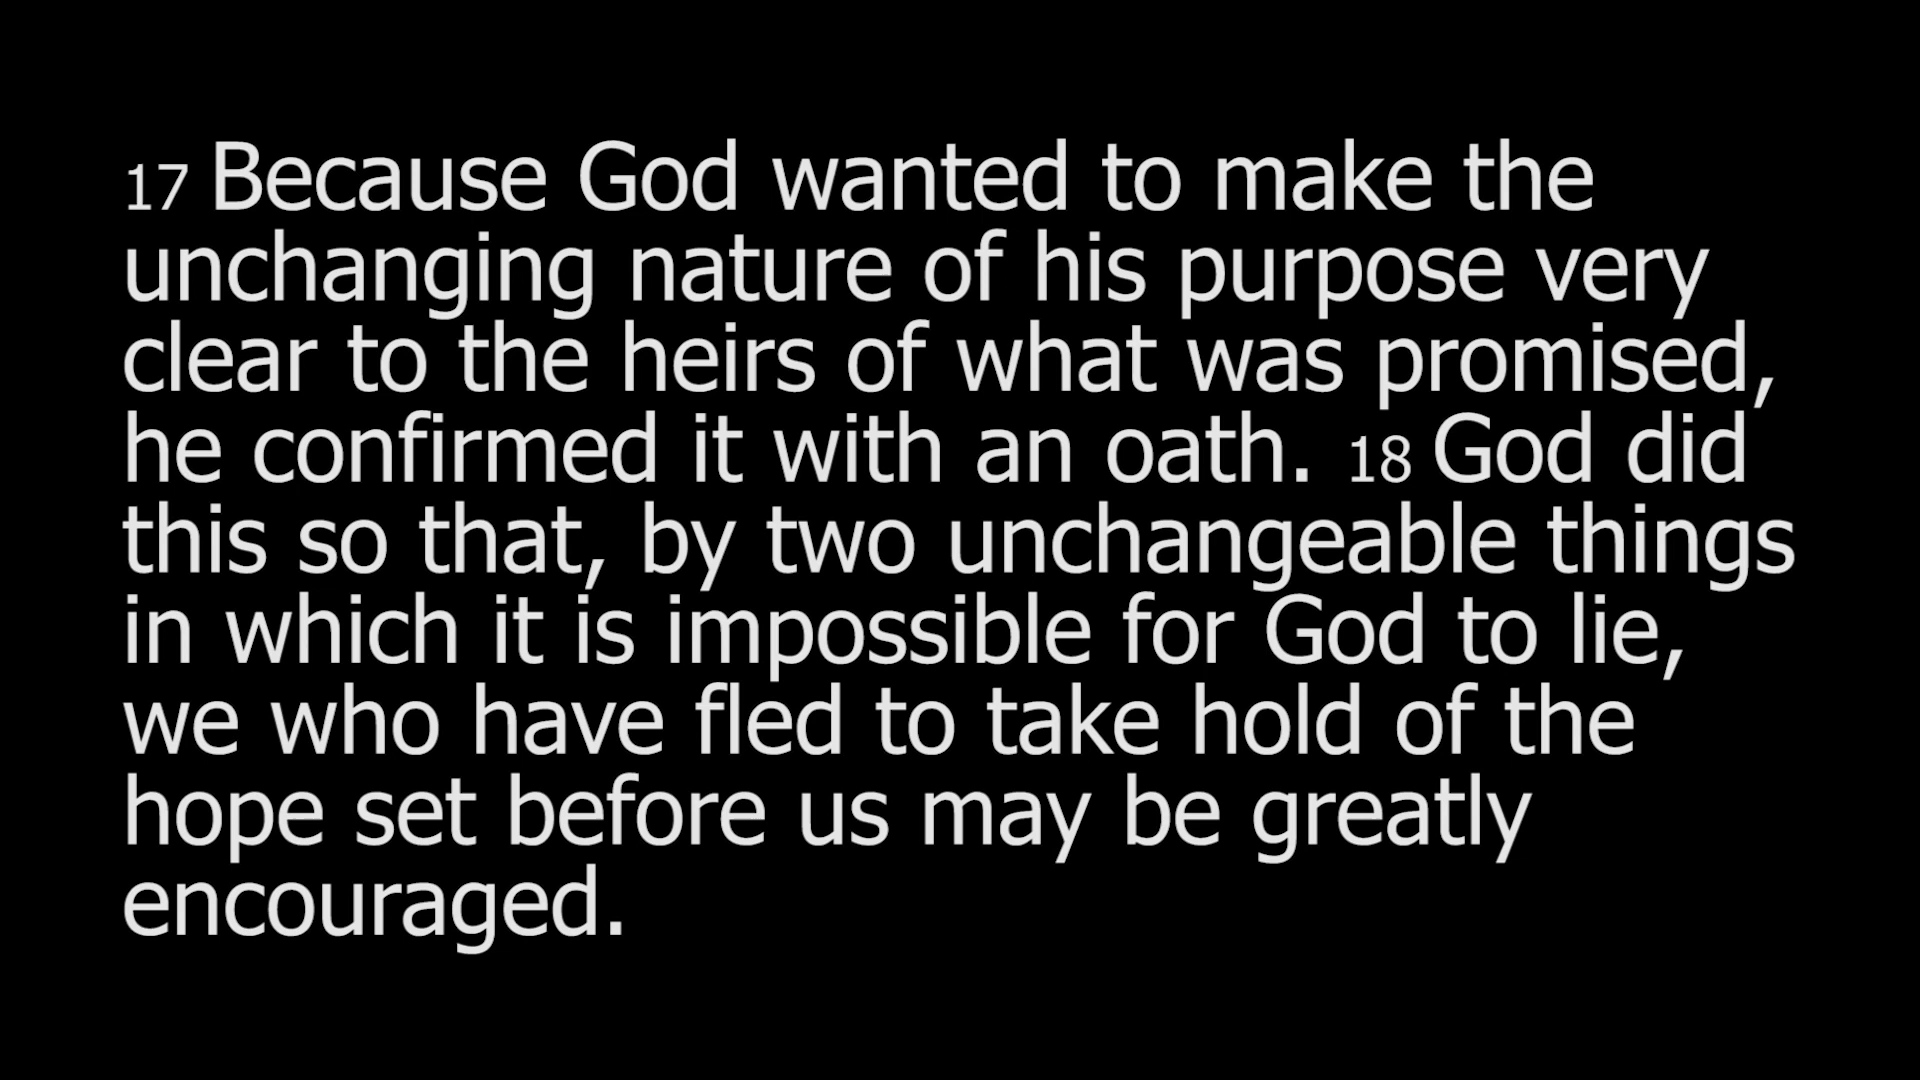 17 Because God wanted to make the
unchanging nature of his purpose very
clear to the heirs of what was promised,
he confirmed it with an oath. 18 God did
this so that, by two unchangeable things
in which it is impossible for God to lie,
we who have fled to take hold of the
hope set before us may be greatly
encouraged.